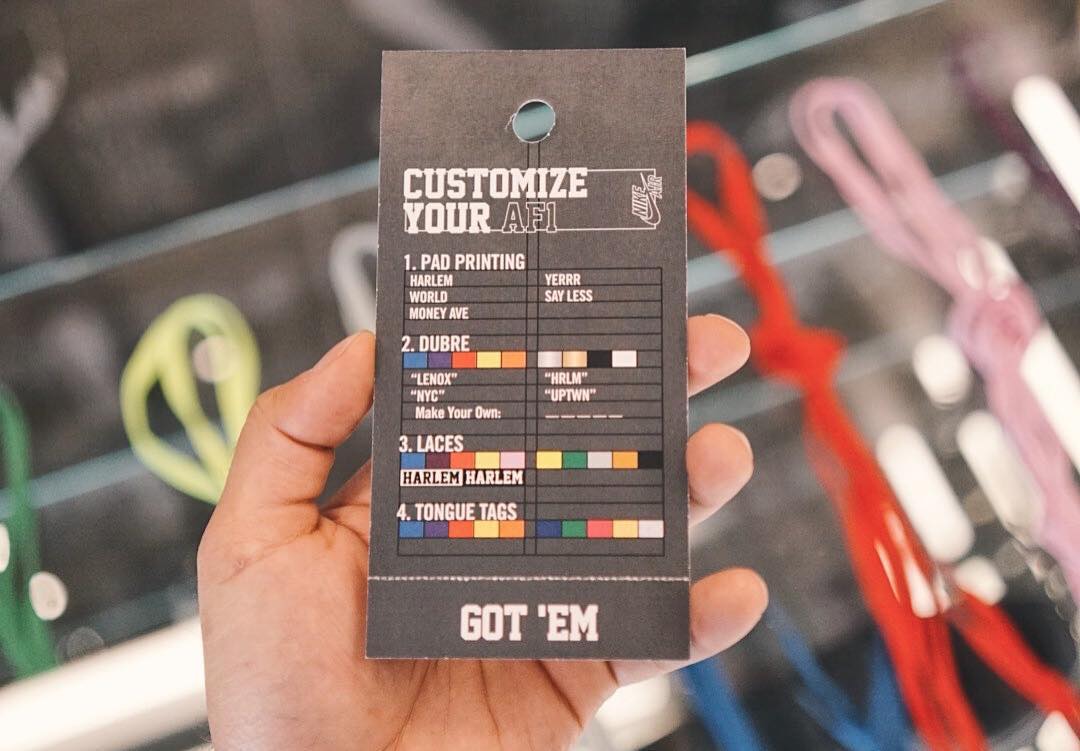 CUSTOMIZE
YOUR AF1
NIKE AIR
1. PAD PRINTING
HARLEM YERRR
WORLD SAY LESS
MONEY AVE
2. DUBRE
"LENOX" "HRLM"
"NYC" "UPTWN"
Make Your Own: _ _ _ _ _
3. LACES
HARLEM HARLEM
4. TONGUE TAGS
GOT 'EM